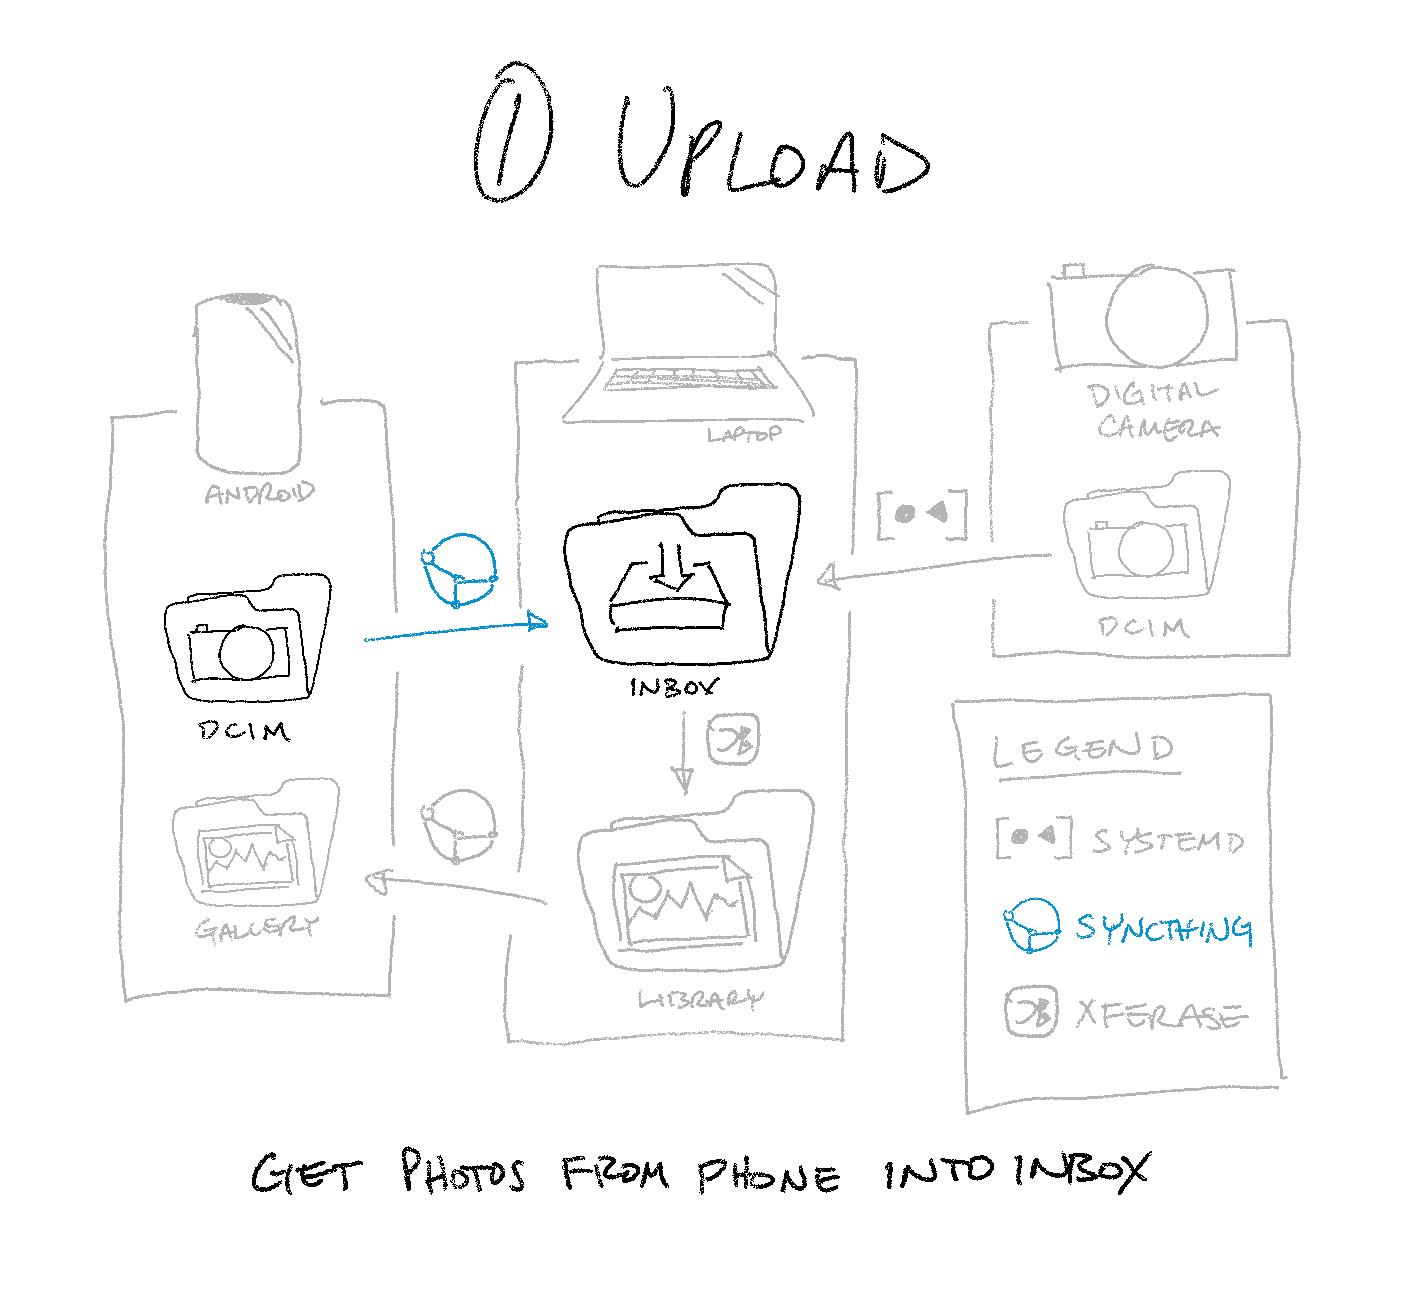 ① UPLOAD
ANDROID
DCIM
GALLERY
LAPTOP
INBOX
LIBRARY
DIGITAL
CAMERA
DCIM
LEGEND
SYSTEMD
SYNCTHING
XFERASE
GET PHOTOS FROM PHONE INTO INBOX